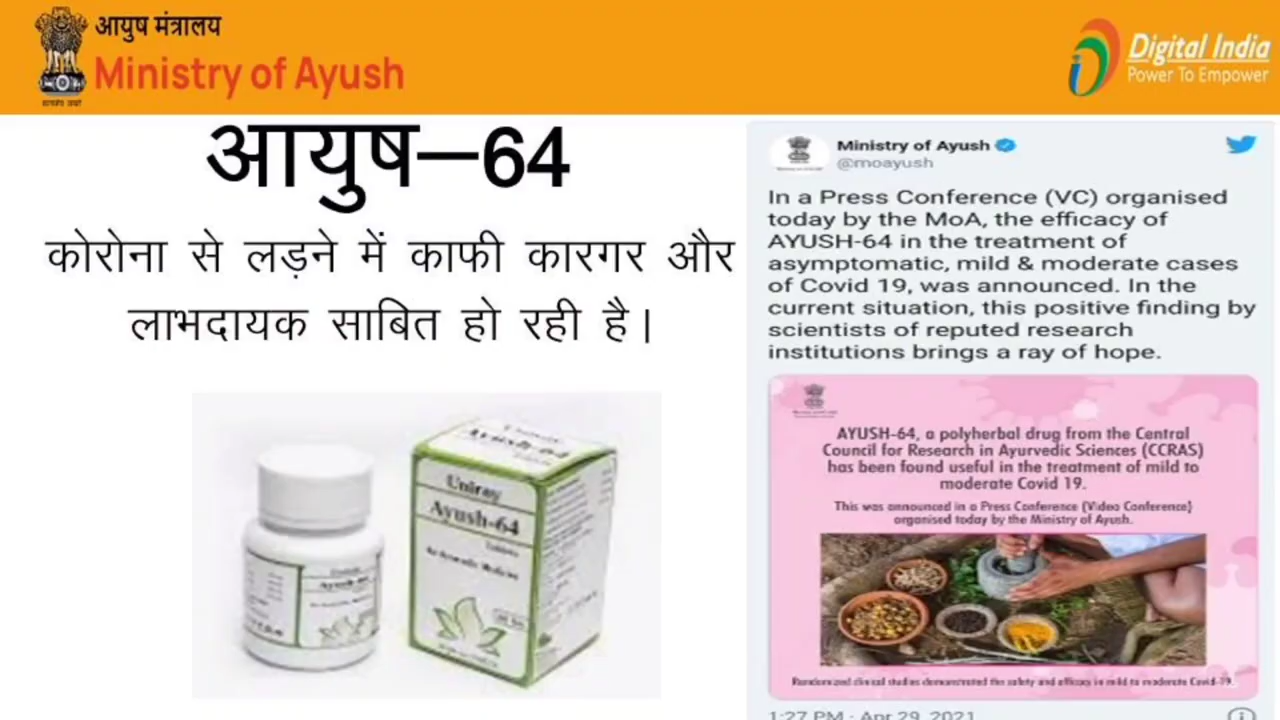 आयुष मंत्रालय
Ministry of Ayush
Digital India
Power To Empower
आयुष—64
कोरोना से लड़ने में काफी कारगर और
लाभदायक साबित हो रही है।
Uniray
Ayush-64
Tablets
An Ayurvedic Medicine
Ayush-64
Ministry of Ayush
@moayush
In a Press Conference (VC) organised
today by the MoA, the efficacy of
AYUSH-64 in the treatment of
asymptomatic, mild & moderate cases
of Covid 19, was announced. In the
current situation, this positive finding by
scientists of reputed research
institutions brings a ray of hope.
AYUSH-64, a polyherbal drug from the Central
Council for Research in Ayurvedic Sciences (CCRAS)
has been found useful in the treatment of mild to
moderate Covid 19.
This was announced in a Press Conference (Video Conference)
organised today by the Ministry of Ayush.
Randomized clinical studies demonstrated the safety and efficacy in mild to moderate Covid-19.
1:27 PM · Apr 29, 2021